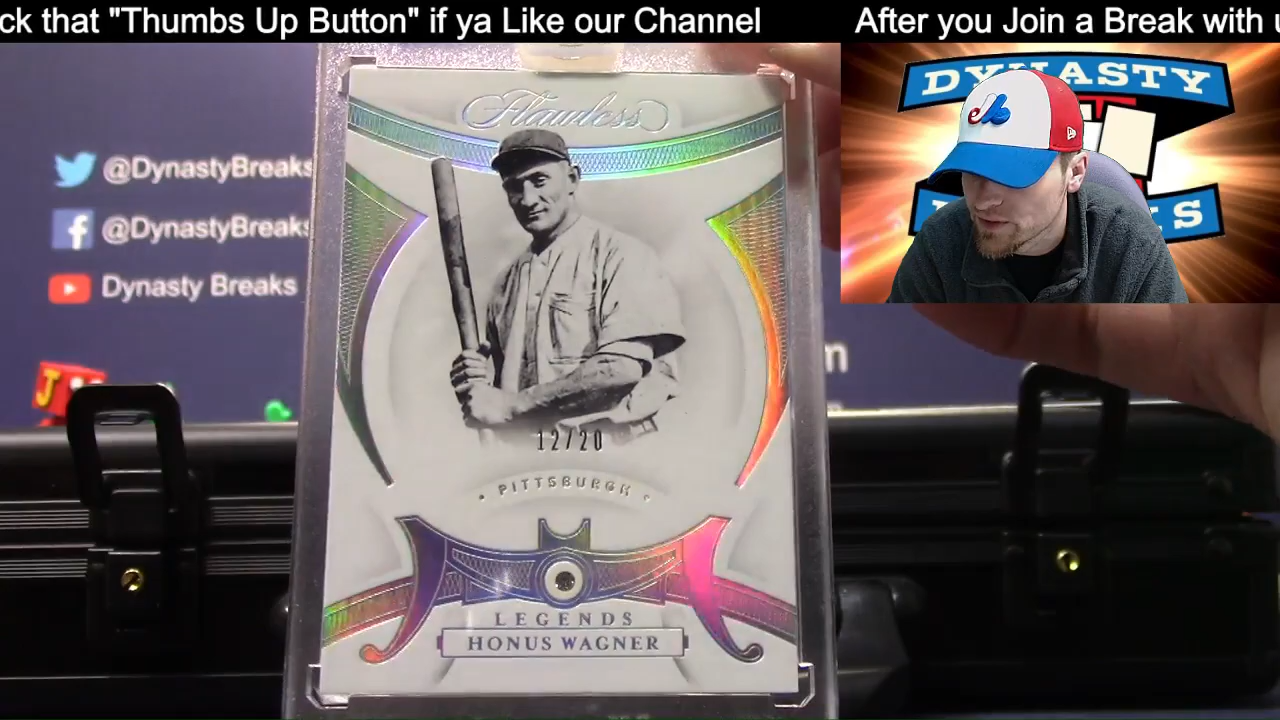 ck that "Thumbs Up Button" if ya Like our Channel After you Join a Break with u
DYNASTY
S
@DynastyBreaks
@DynastyBreaks
Dynasty Breaks
Flawless
12/20
• PITTSBURGH •
LEGENDS
HONUS WAGNER
J
m